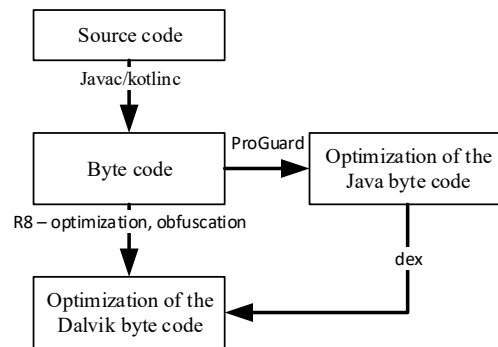 Source code
Javac/kotlinc
Byte code
ProGuard
Optimization of the
Java byte code
R8 – optimization, obfuscation
dex
Optimization of the
Dalvik byte code